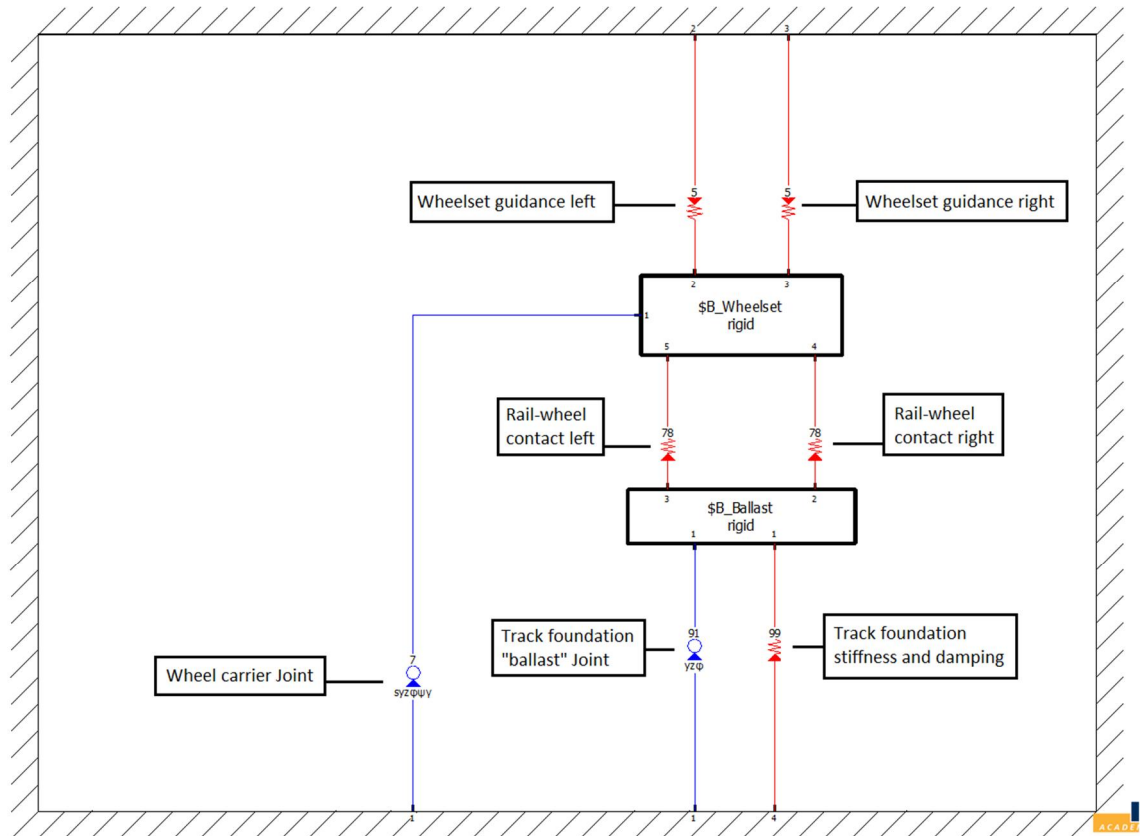 2 3
5 5
Wheelset guidance left
Wheelset guidance right
2 3
$B_Wheelset
rigid
1
5 4
Rail-wheel
contact left
Rail-wheel
contact right
78 78
3 2
$B_Ballast
rigid
1 1
Track foundation
"ballast" Joint
91
yzφ
99
Track foundation
stiffness and damping
Wheel carrier Joint
7
syzφψγ
1 1 4